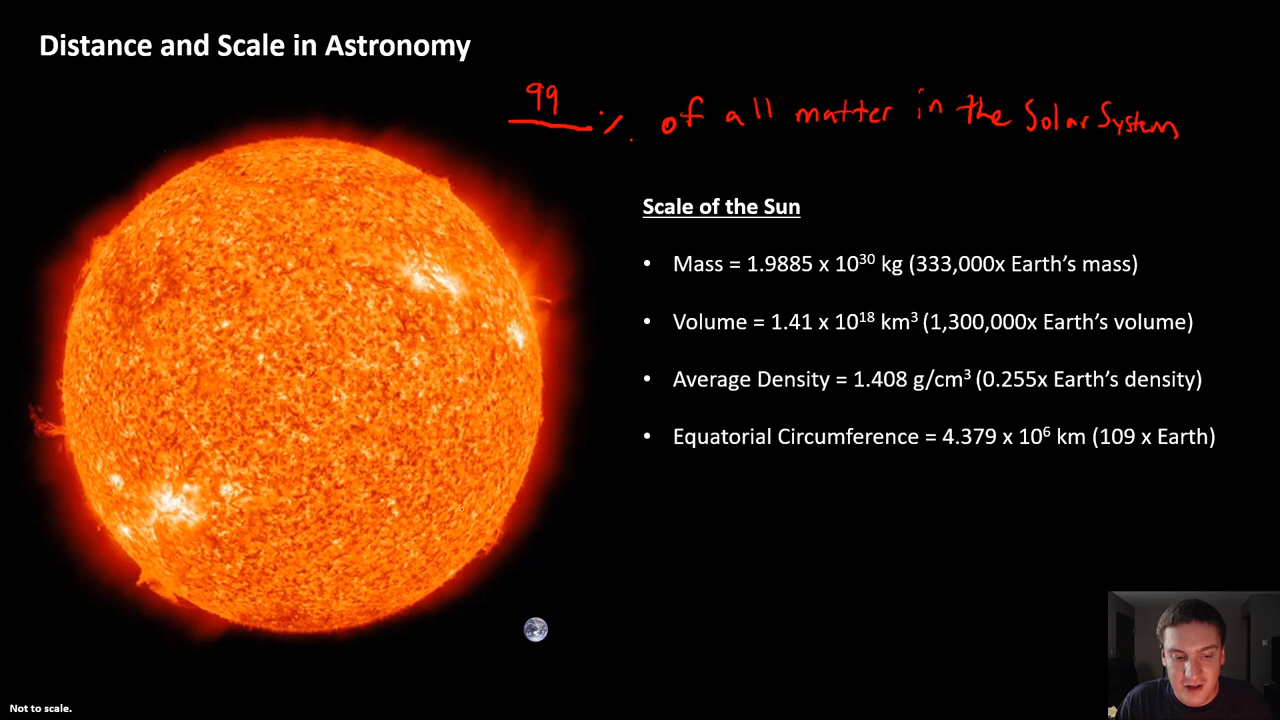 Distance and Scale in Astronomy
99 % of all matter in the Solar System
Scale of the Sun
• Mass = 1.9885 x 10³⁰ kg (333,000x Earth's mass)
• Volume = 1.41 x 10¹⁸ km³ (1,300,000x Earth's volume)
• Average Density = 1.408 g/cm³ (0.255x Earth's density)
• Equatorial Circumference = 4.379 x 10⁶ km (109 x Earth)
Not to scale.